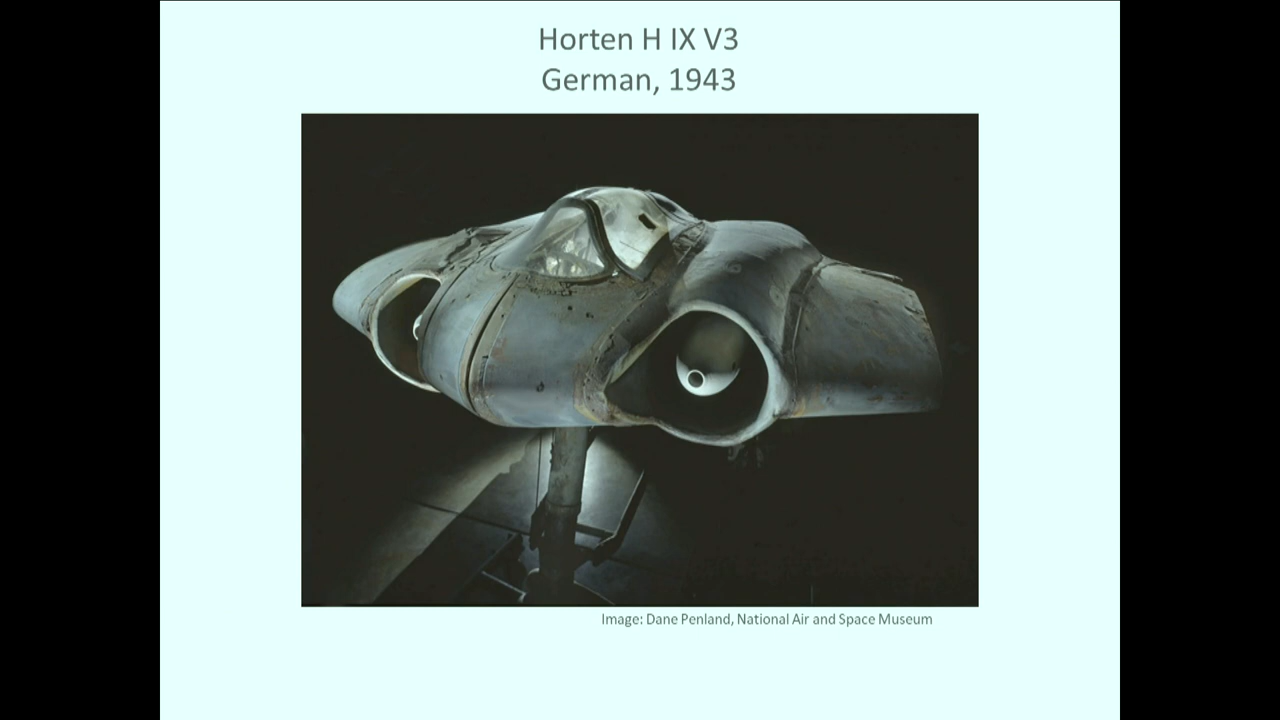 Horten H IX V3
German, 1943
Image: Dane Penland, National Air and Space Museum